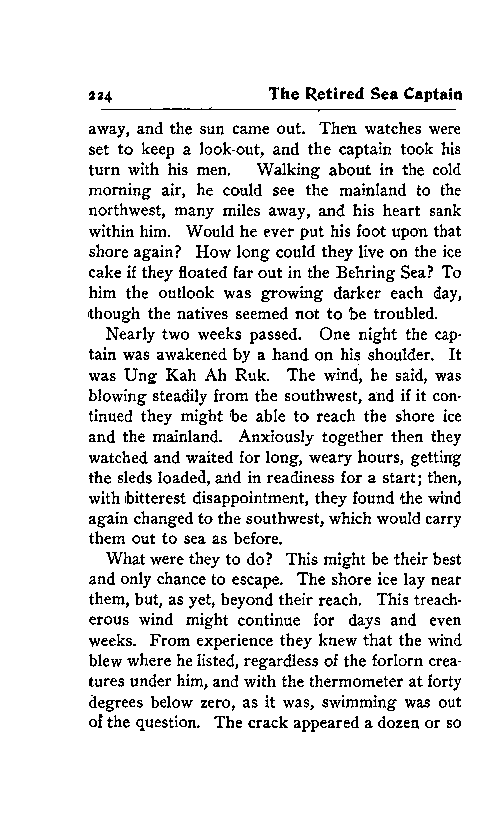 224 The Retired Sea Captain
away, and the sun came out. Then watches were
set to keep a look-out, and the captain took his
turn with his men. Walking about in the cold
morning air, he could see the mainland to the
northwest, many miles away, and his heart sank
within him. Would he ever put his foot upon that
shore again? How long could they live on the ice
cake if they floated far out in the Behring Sea? To
him the outlook was growing darker each day,
though the natives seemed not to be troubled.
Nearly two weeks passed. One night the cap-
tain was awakened by a hand on his shoulder. It
was Ung Kah Ah Ruk. The wind, he said, was
blowing steadily from the southwest, and if it con-
tinued they might be able to reach the shore ice
and the mainland. Anxiously together then they
watched and waited for long, weary hours, getting
the sleds loaded, and in readiness for a start; then,
with bitterest disappointment, they found the wind
again changed to the southwest, which would carry
them out to sea as before.
What were they to do? This might be their best
and only chance to escape. The shore ice lay near
them, but, as yet, beyond their reach. This treach-
erous wind might continue for days and even
weeks. From experience they knew that the wind
blew where he listed, regardless of the forlorn crea-
tures under him, and with the thermometer at forty
degrees below zero, as it was, swimming was out
of the question. The crack appeared a dozen or so